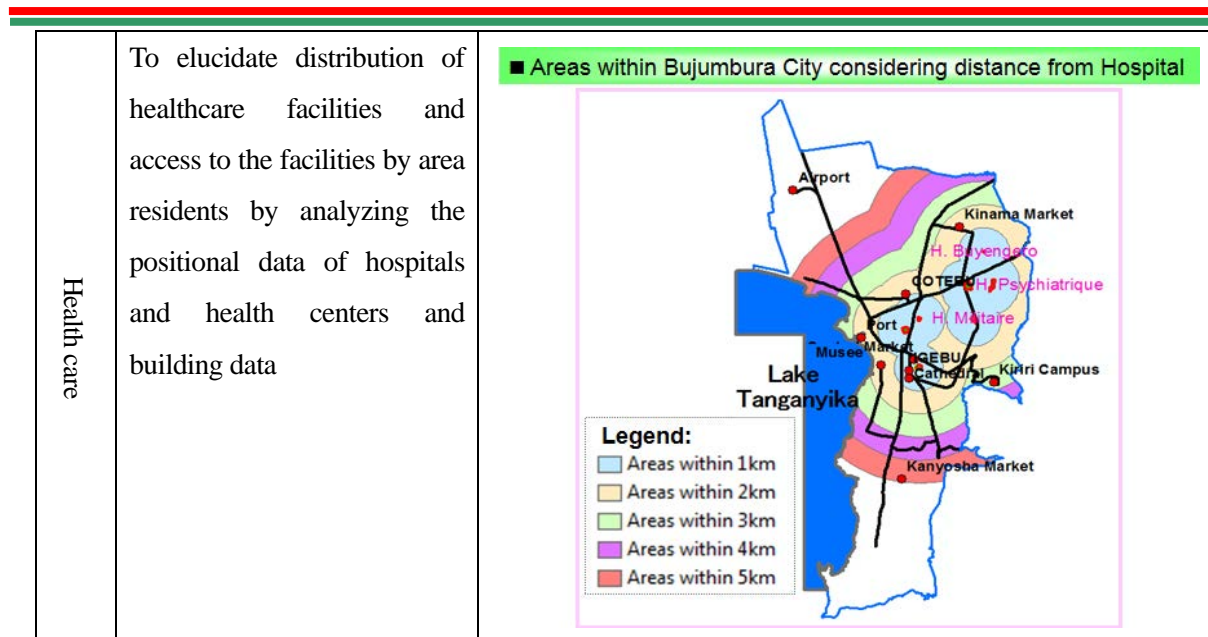 Health care
To elucidate distribution of
healthcare facilities and
access to the facilities by area
residents by analyzing the
positional data of hospitals
and health centers and
building data
■ Areas within Bujumbura City considering distance from Hospital
Airport
Kinama Market
H. Buyengero
COTEBU
H. Psychiatrique
H. Militaire
Port
Musee
Market
IGEBU
Cathedral
Kiriri Campus
Lake
Tanganyika
Kanyosha Market
Legend:
Areas within 1km
Areas within 2km
Areas within 3km
Areas within 4km
Areas within 5km